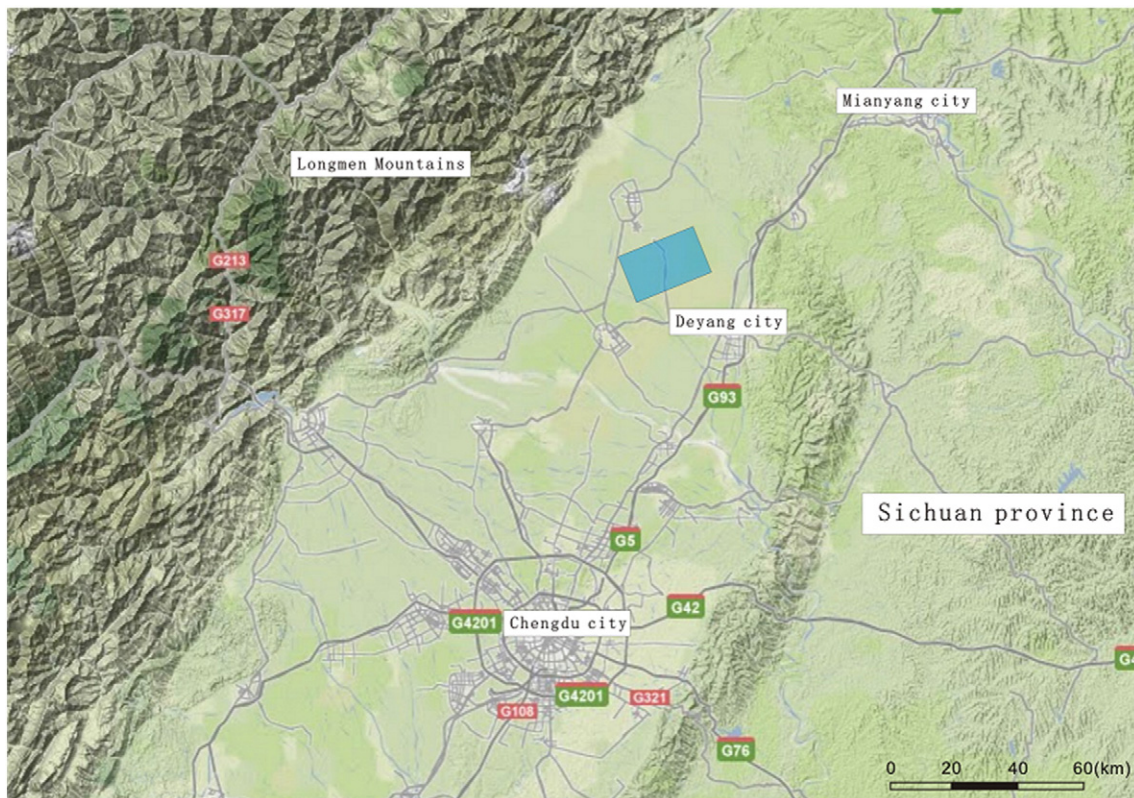 Mianyang city
Longmen Mountains
G213
G317
Deyang city
G93
Sichuan province
G5
G42
G4201
Chengdu city
G4201
G321
G108
G76
0 20 40 60(km)